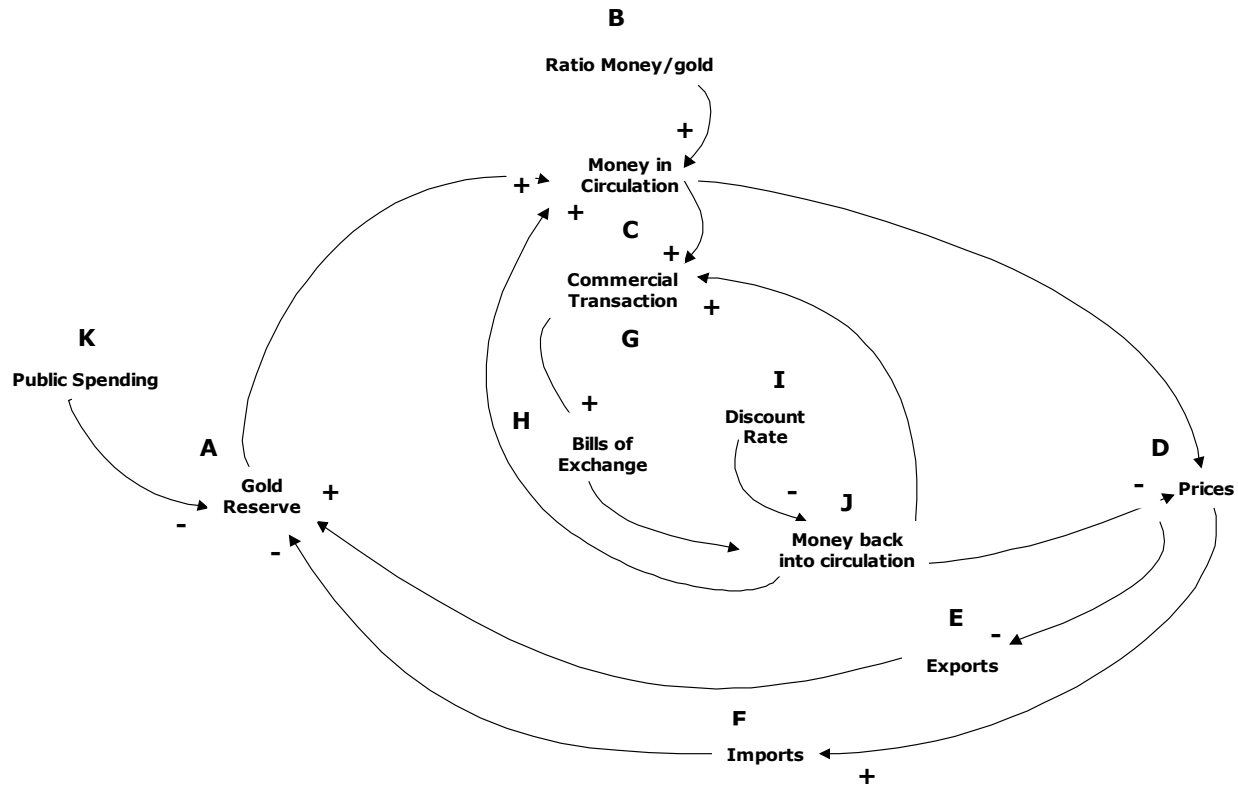 B
Ratio Money/gold
+
Money in
Circulation
+
+
C
+
Commercial
Transaction
+
G
K
Public Spending
I
Discount
Rate
+
H
Bills of
Exchange
A
Gold
Reserve
+
-
-
-
J
Money back
into circulation
D
-
Prices
E
-
Exports
F
Imports
+